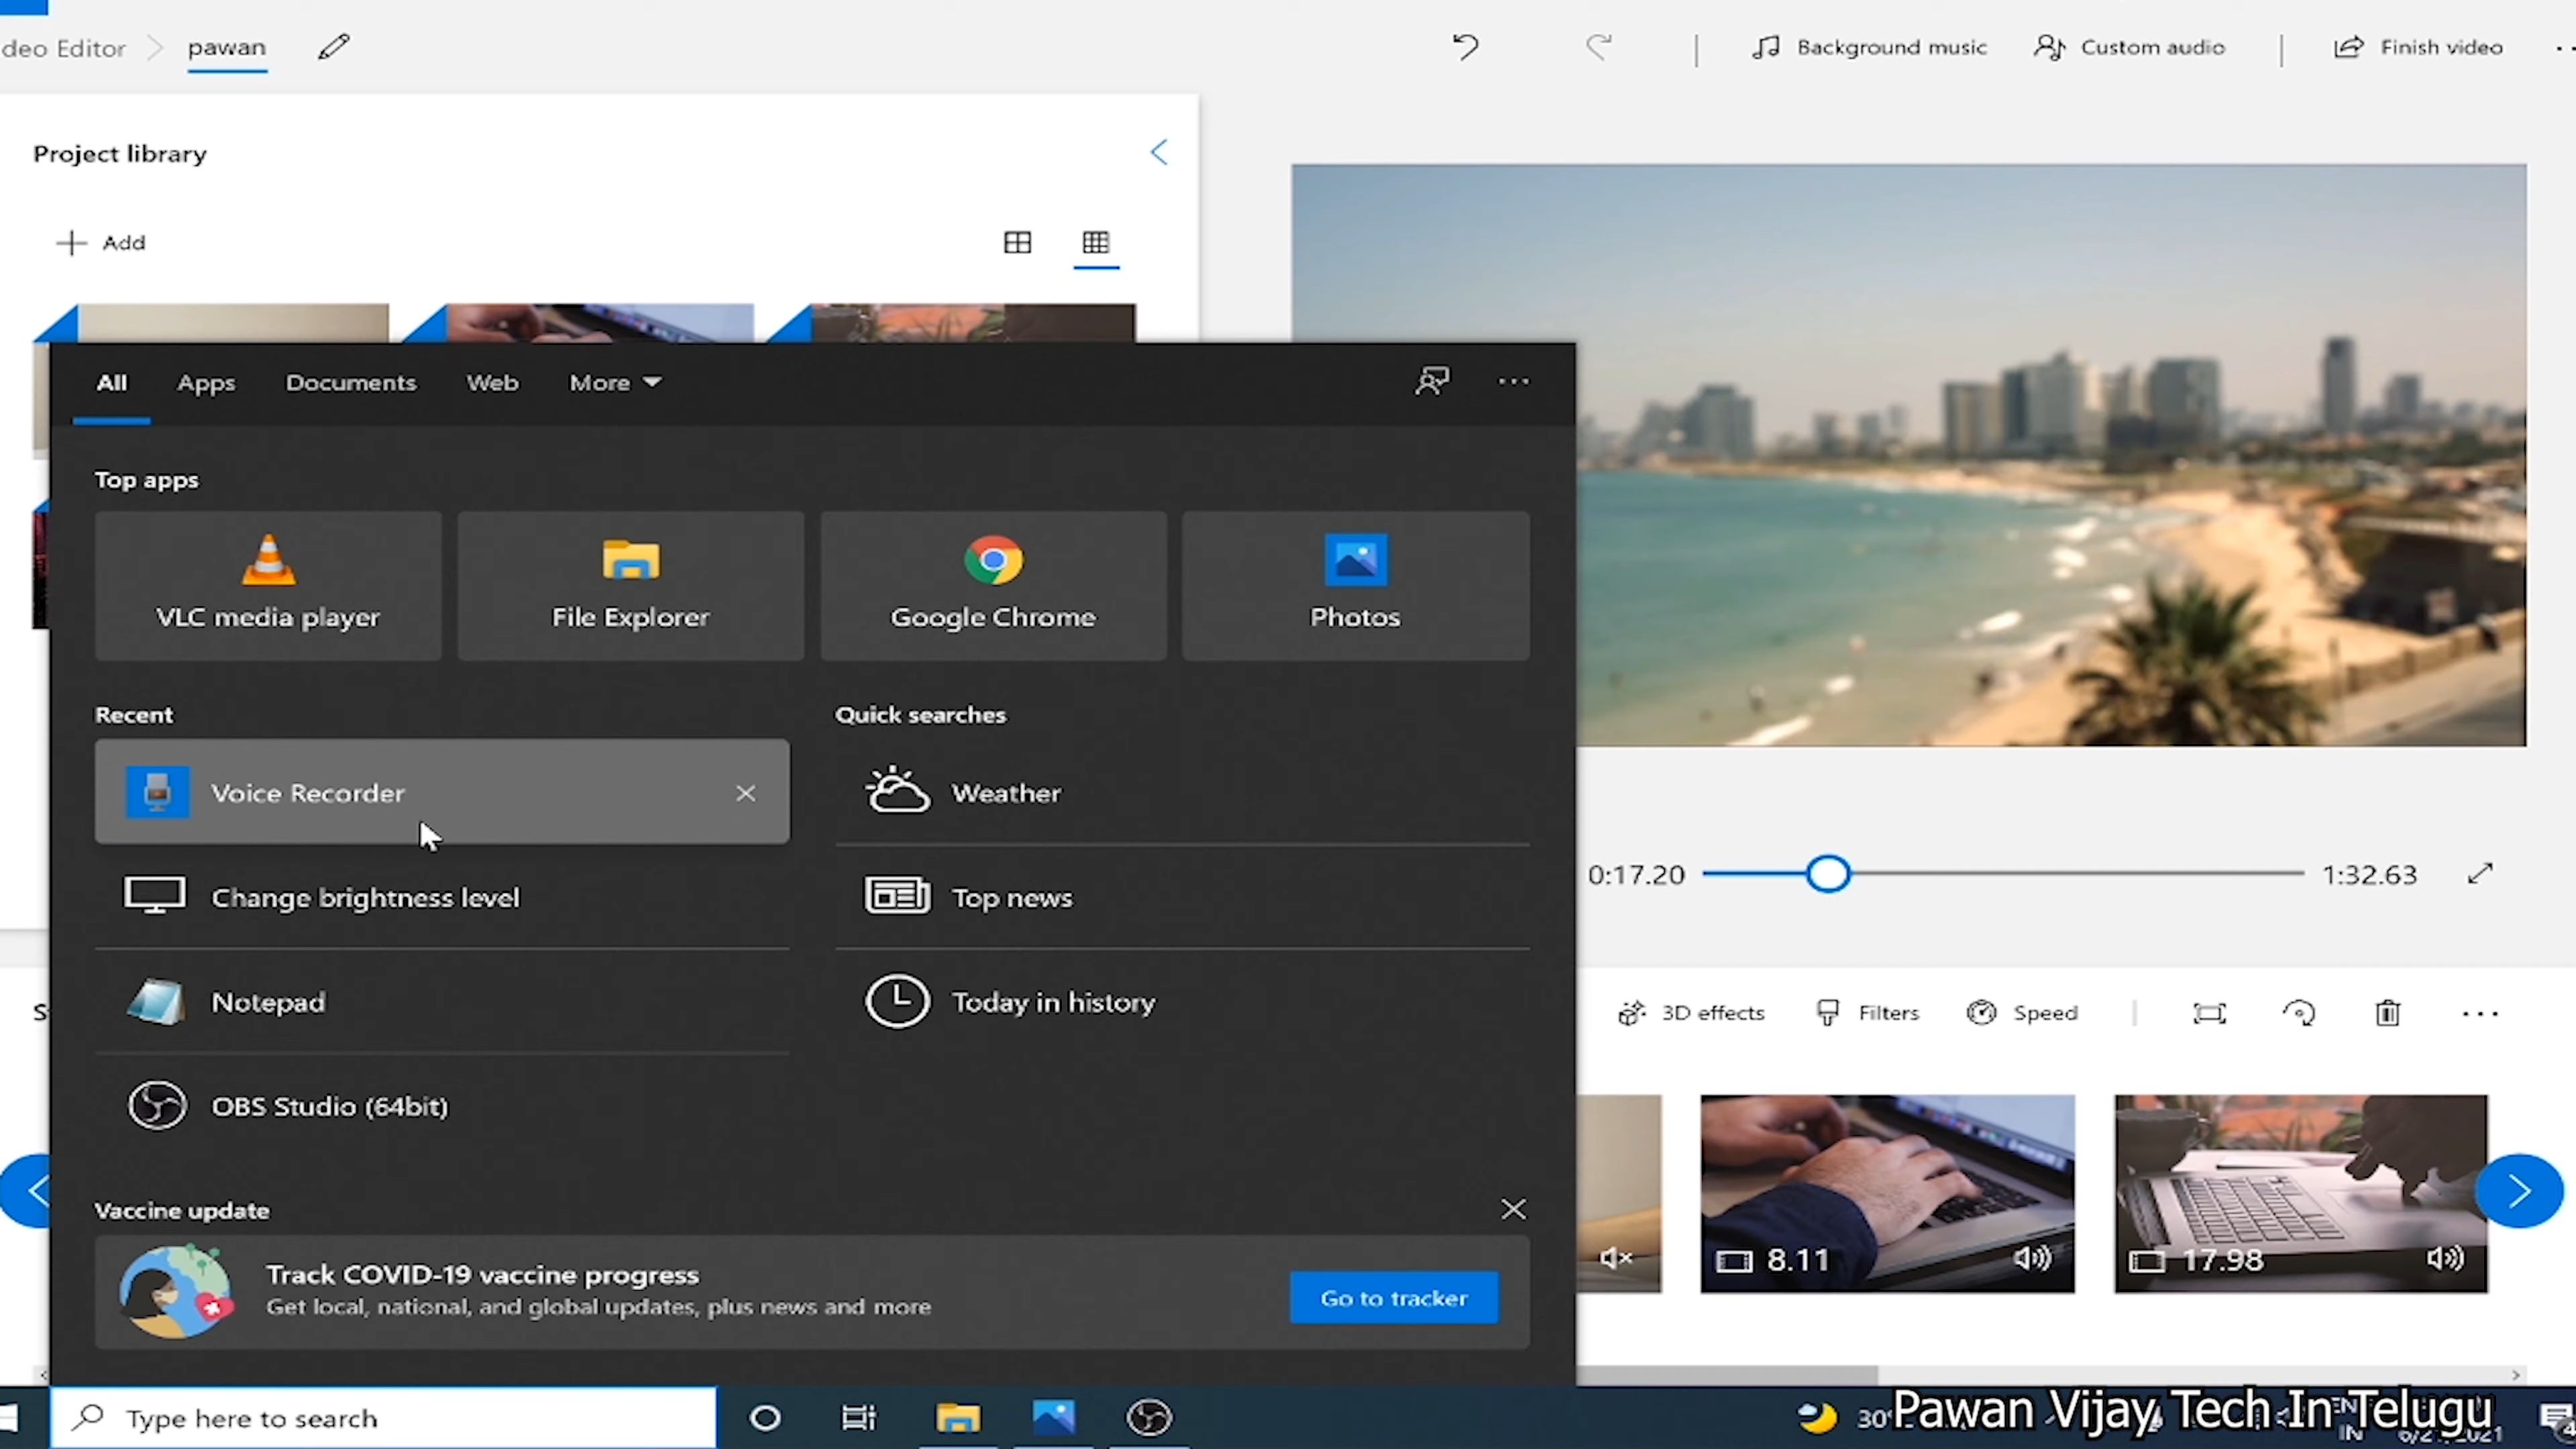 deo Editor
pawan
Background music
Custom audio
Finish video
Project library
Add
All
Apps
Documents
Web
More
Top apps
VLC media player
File Explorer
Google Chrome
Photos
Recent
Quick searches
Voice Recorder
Weather
Change brightness level
Top news
Notepad
Today in history
OBS Studio (64bit)
0:17.20
1:32.63
3D effects
Filters
Speed
8.11
17.98
Vaccine update
Track COVID-19 vaccine progress
Get local, national, and global updates, plus news and more
Go to tracker
Type here to search
30°
Pawan Vijay Tech In Telugu
IN